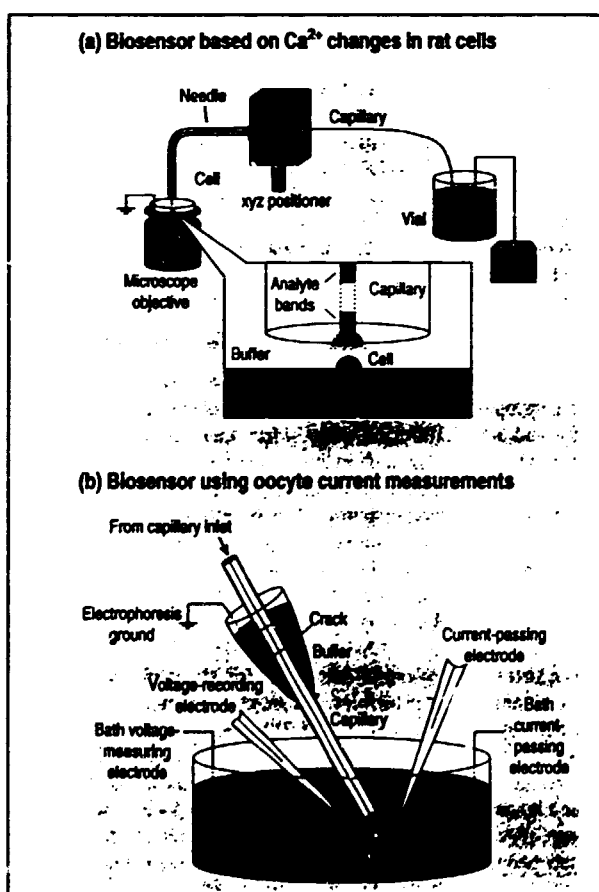 (a) Biosensor based on Ca²⁺ changes in rat cells
Needle
Capillary
Cell
xyz positioner
Vial
Microscope
objective
Analyte
bands
Capillary
Buffer
Cell
(b) Biosensor using oocyte current measurements
From capillary inlet
Electrophoresis
ground
Crack
Buffer
Current-passing
electrode
Voltage-recording
electrode
Capillary
Bath voltage-
measuring
electrode
Bath
current-
passing
electrode